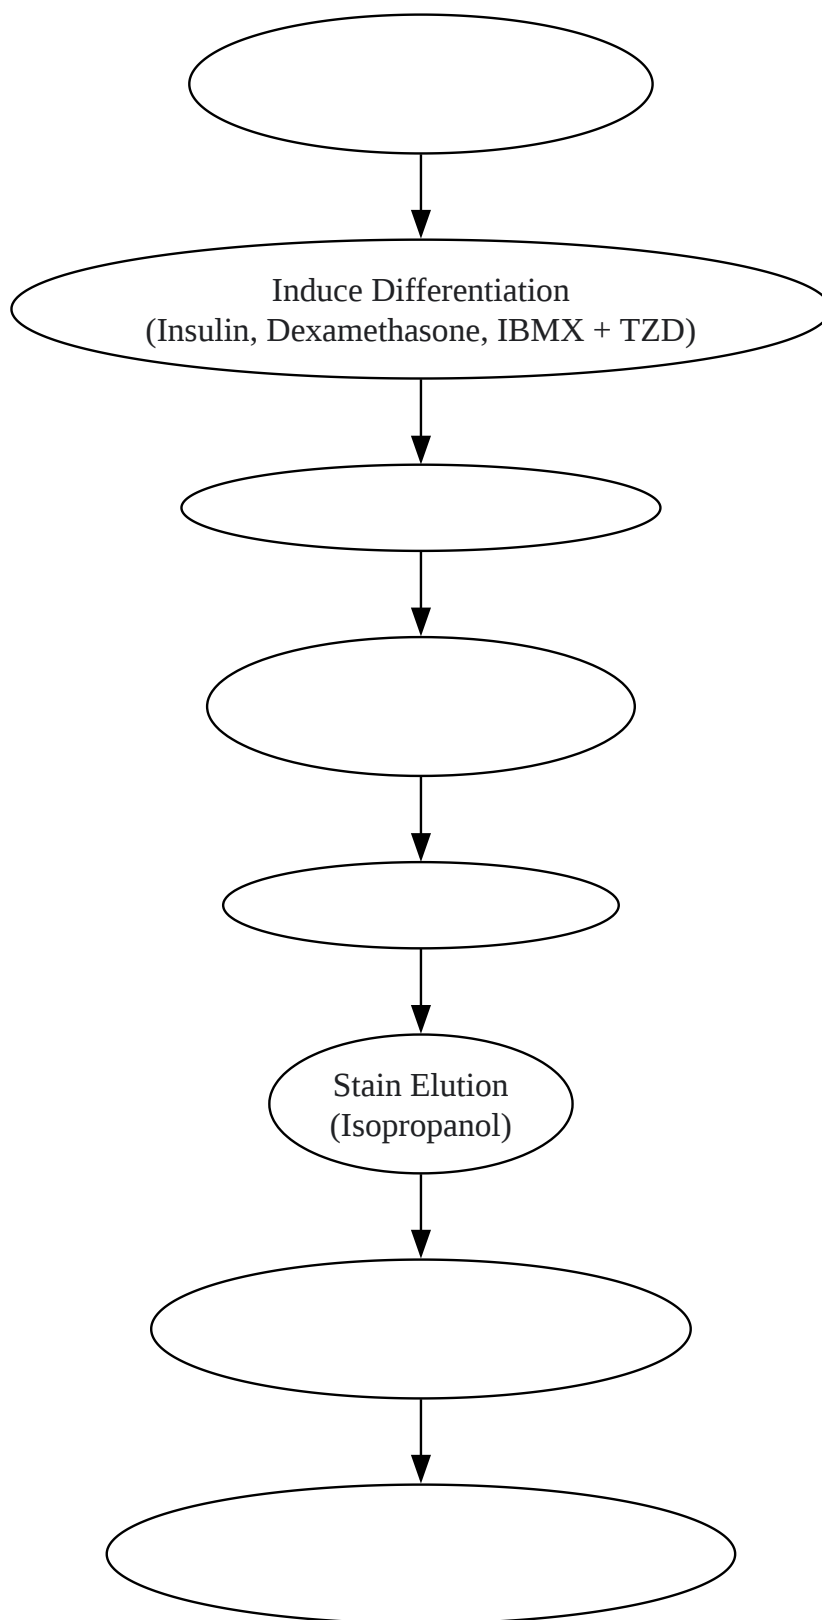 Induce Differentiation
(Insulin, Dexamethasone, IBMX + TZD)
Stain Elution
(Isopropanol)